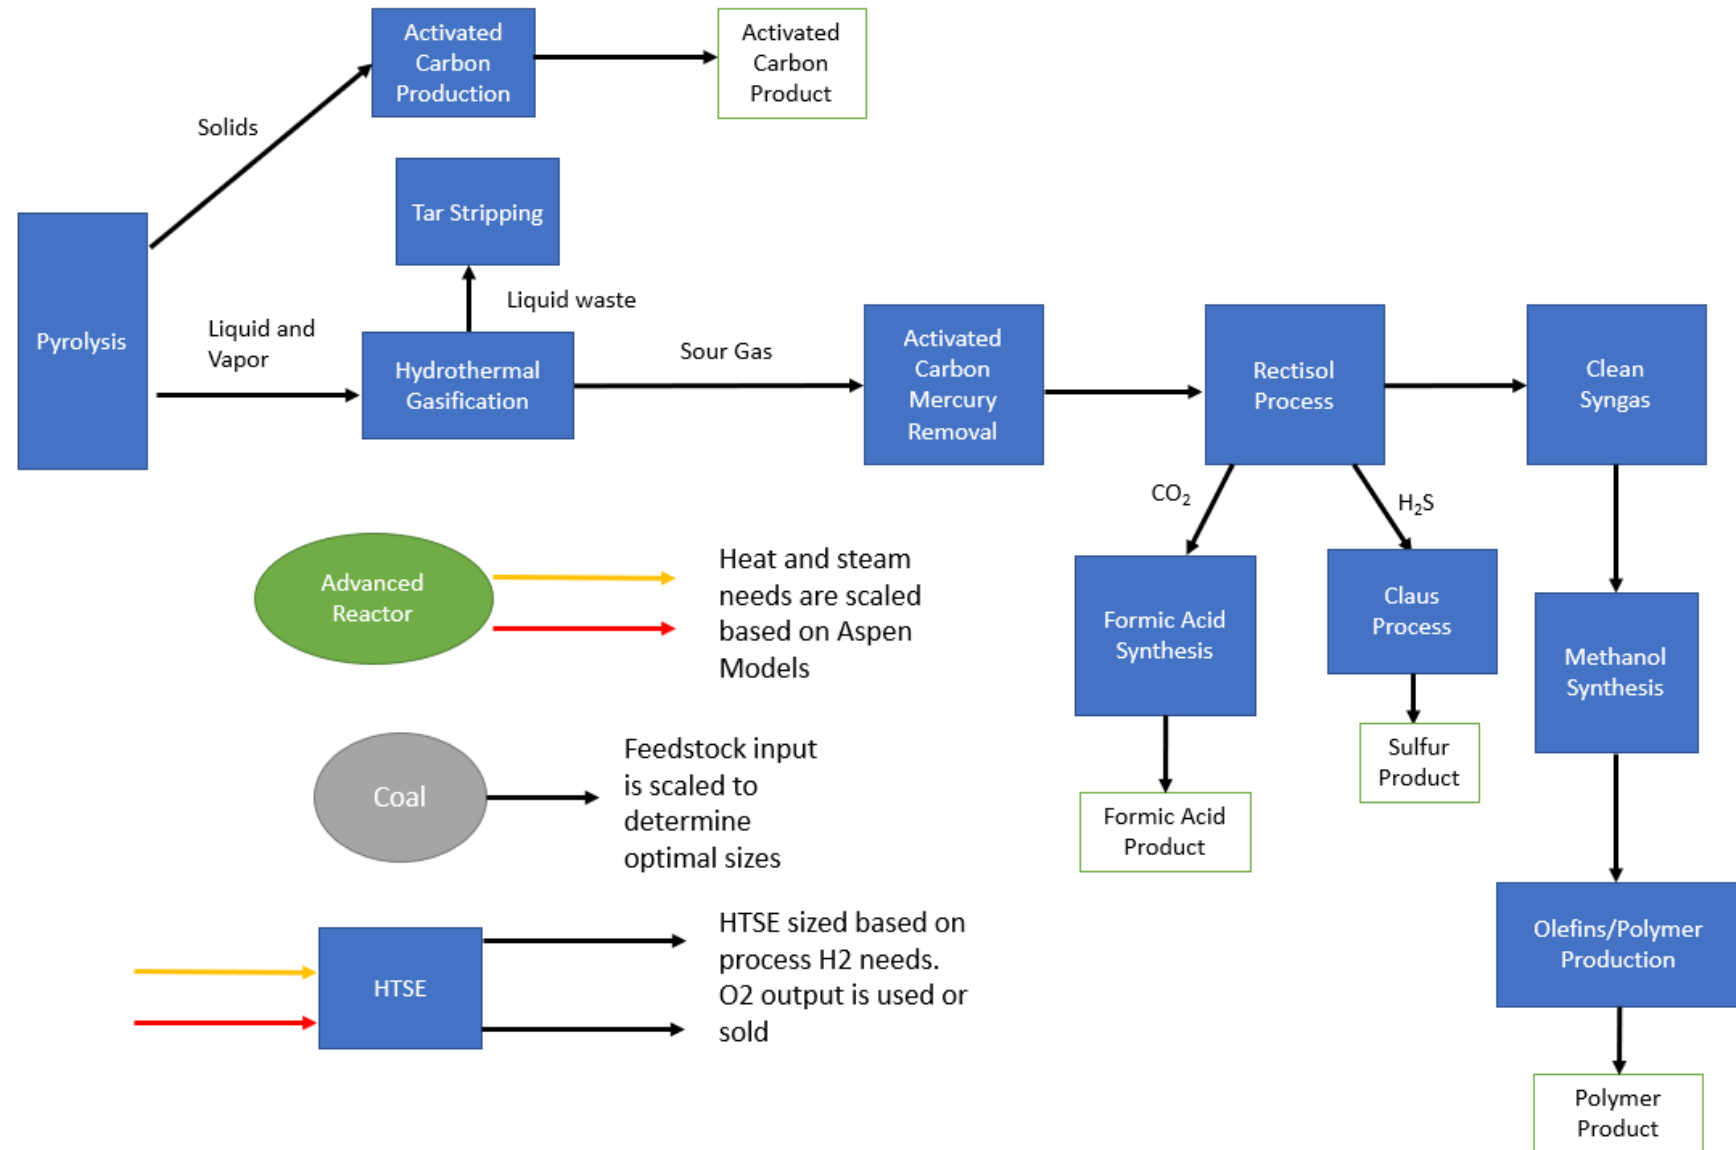 Activated
Carbon
Production
Activated
Carbon
Product
Solids
Tar Stripping
Pyrolysis
Liquid and
Vapor
Liquid waste
Hydrothermal
Gasification
Sour Gas
Activated
Carbon
Mercury
Removal
Rectisol
Process
Clean
Syngas
CO₂
H₂S
Advanced
Reactor
Heat and steam
needs are scaled
based on Aspen
Models
Formic Acid
Synthesis
Claus
Process
Methanol
Synthesis
Coal
Feedstock input
is scaled to
determine
optimal sizes
Sulfur
Product
Formic Acid
Product
HTSE
HTSE sized based on
process H2 needs.
O2 output is used or
sold
Olefins/Polymer
Production
Polymer
Product